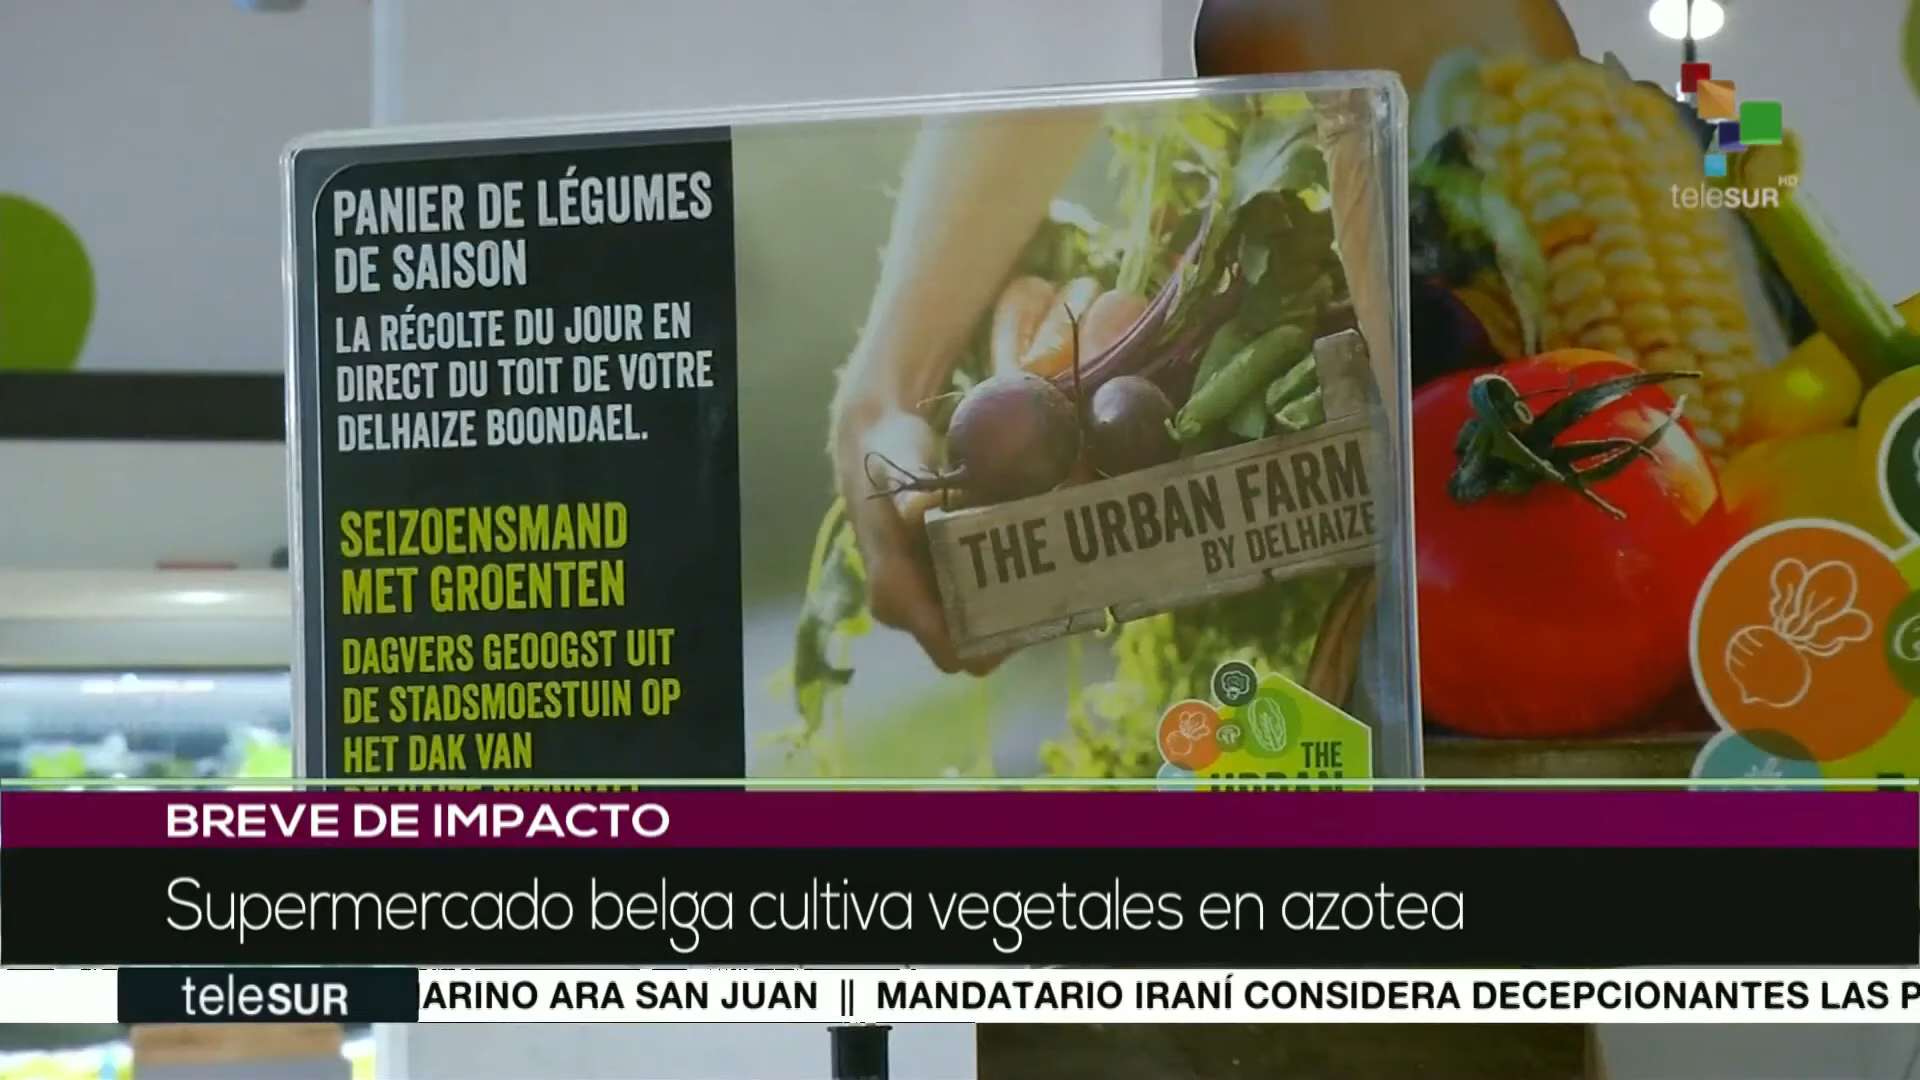 PANIER DE LÉGUMES
DE SAISON
LA RÉCOLTE DU JOUR EN
DIRECT DU TOIT DE VOTRE
DELHAIZE BOONDAEL.
SEIZOENSMAND
MET GROENTEN
DAGVERS GEOOGST UIT
DE STADSMOESTUIN OP
HET DAK VAN
THE URBAN FARM
BY DELHAIZE
THE
URBAN
teleSUR HD
BREVE DE IMPACTO
Supermercado belga cultiva vegetales en azotea
teleSUR
ARINO ARA SAN JUAN || MANDATARIO IRANÍ CONSIDERA DECEPCIONANTES LAS P